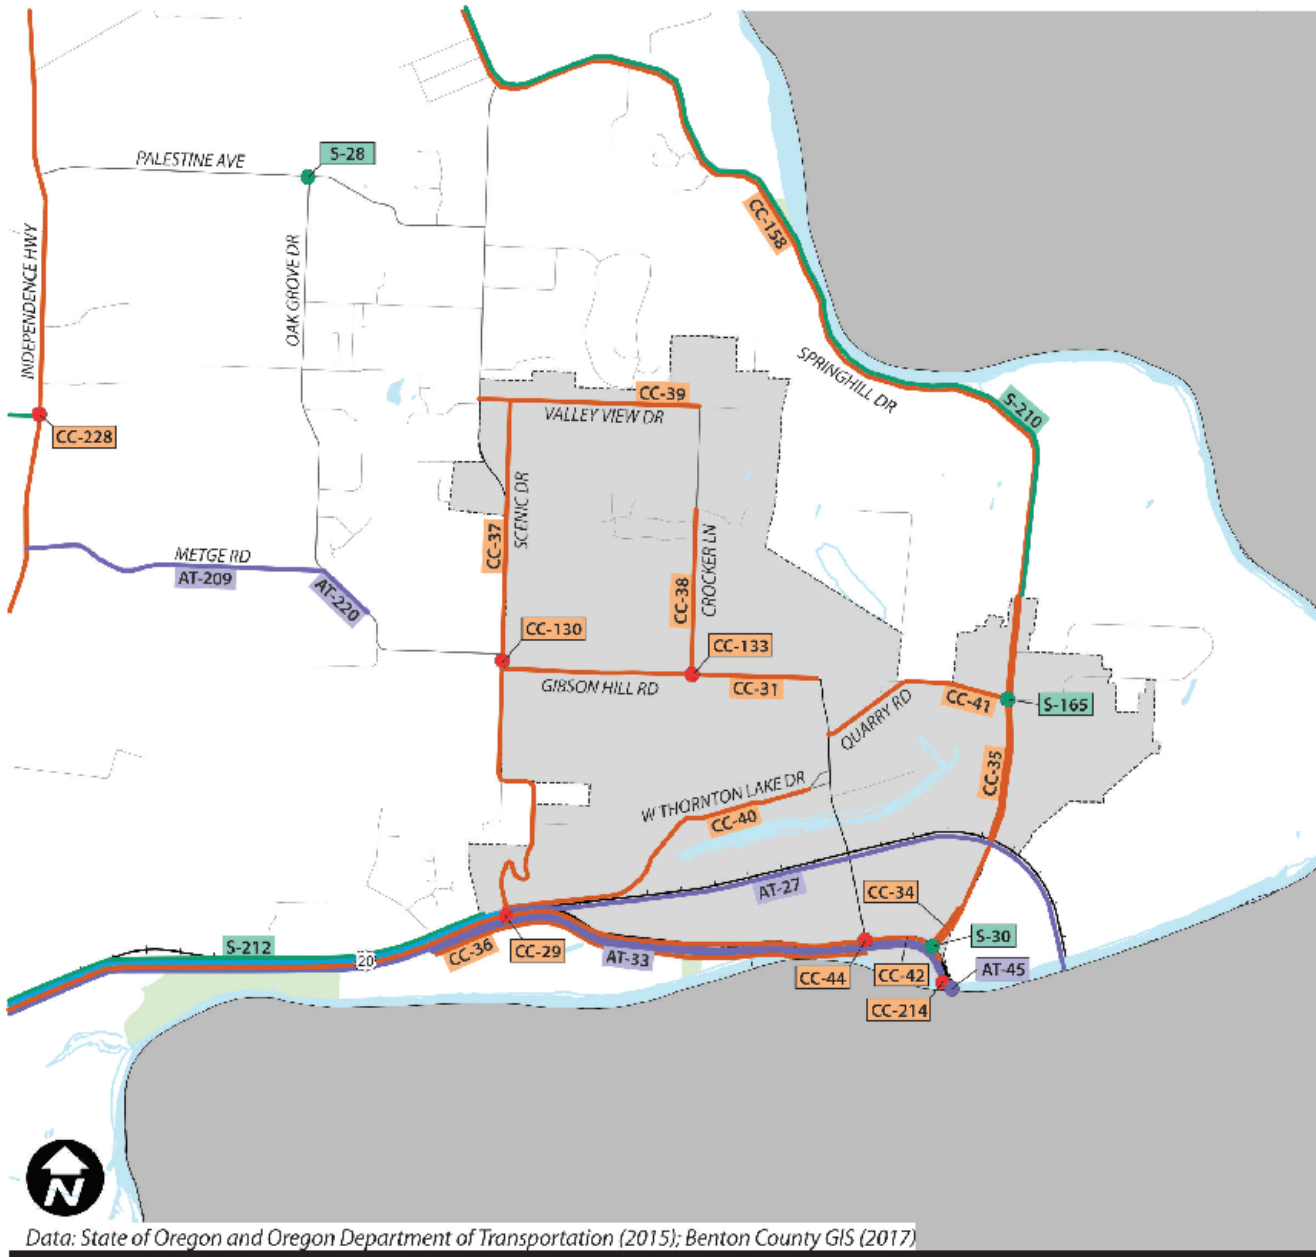 S-28
PALESTINE AVE
CC-158
INDEPENDENCE HWY
OAK GROVE DR
SPRINGHILL DR
CC-39
VALLEY VIEW DR
S-210
CC-228
SCENIC DR
CC-37
METGE RD
AT-209
AT-220
CC-38
CROCKER LN
CC-130
CC-133
GIBSON HILL RD
CC-31
CC-41
S-165
QUARRY RD
CC-35
W THORNTON LAKE DR
CC-40
AT-27
CC-34
S-212
20
CC-36
CC-29
AT-33
S-30
CC-44
CC-42
AT-45
CC-214
N
Data: State of Oregon and Oregon Department of Transportation (2015); Benton County GIS (2017)